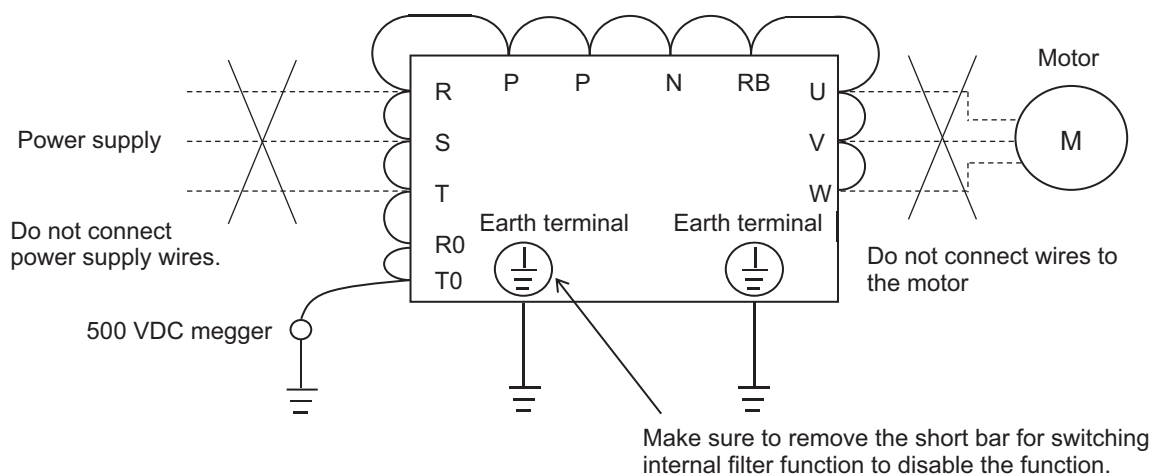 P P N RB
R
S
T
R0
T0
U
V
W
Motor
M
Power supply
Do not connect
power supply wires.
Earth terminal
Earth terminal
Do not connect wires to
the motor
500 VDC megger
Make sure to remove the short bar for switching
internal filter function to disable the function.